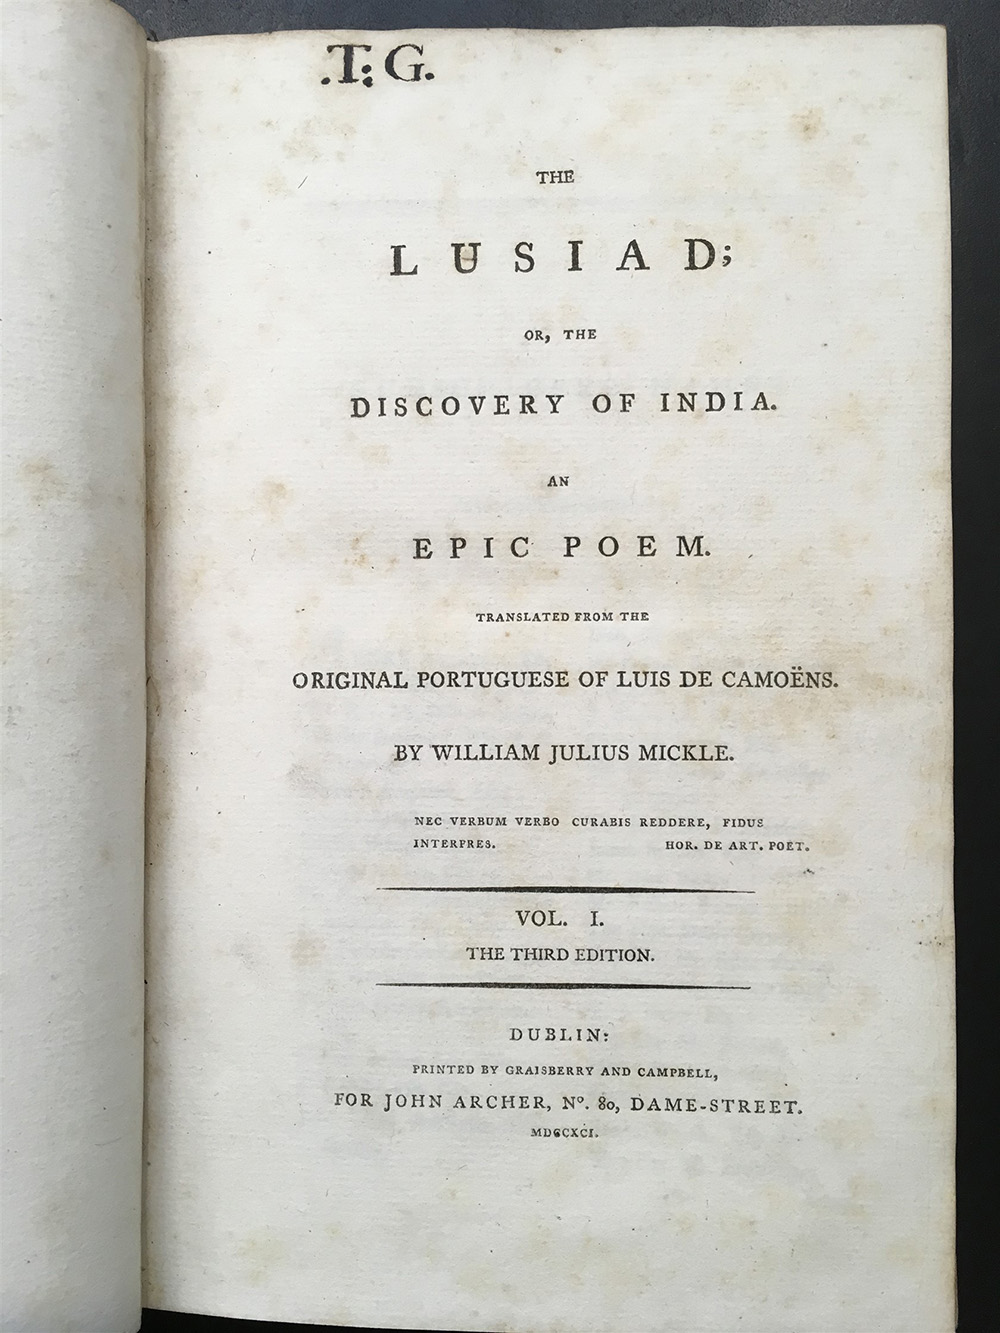 .T:G.
THE
LUSIAD;
OR, THE
DISCOVERY OF INDIA.
AN
EPIC POEM.
TRANSLATED FROM THE
ORIGINAL PORTUGUESE OF LUIS DE CAMOËNS.
BY WILLIAM JULIUS MICKLE.
NEC VERBUM VERBO CURABIS REDDERE, FIDUS
INTERPRES. HOR. DE ART. POET.
VOL. I.
THE THIRD EDITION.
DUBLIN:
PRINTED BY GRAISBERRY AND CAMPBELL,
FOR JOHN ARCHER, Nº. 80, DAME-STREET.
MDCCXCI.